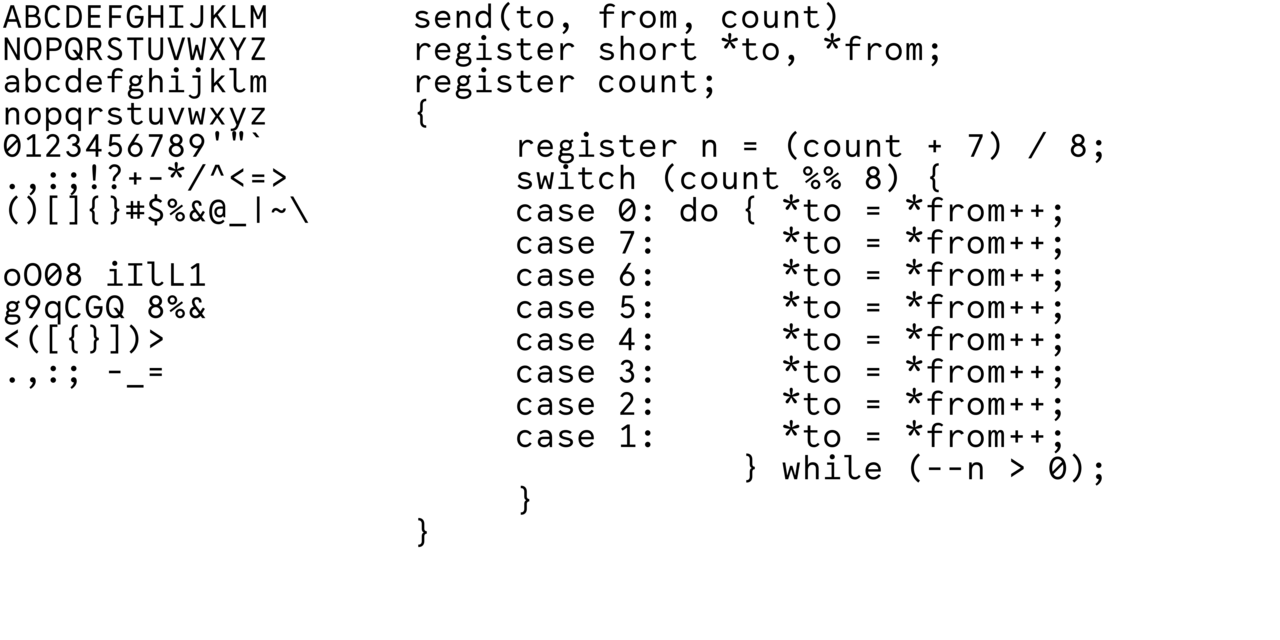 ABCDEFGHIJKLM
NOPQRSTUVWXYZ
abcdefghijklm
nopqrstuvwxyz
0123456789'"`
.,:;!?+-*/^<=>
()[]{}#$%&@_|~\
oO08 iIlL1
g9qCGQ 8%&
<([{}])>
.,:; -_=
send(to, from, count)
register short *to, *from;
register count;
{
     register n = (count + 7) / 8;
     switch (count %% 8) {
     case 0: do { *to = *from++;
     case 7:      *to = *from++;
     case 6:      *to = *from++;
     case 5:      *to = *from++;
     case 4:      *to = *from++;
     case 3:      *to = *from++;
     case 2:      *to = *from++;
     case 1:      *to = *from++;
                } while (--n > 0);
     }
}